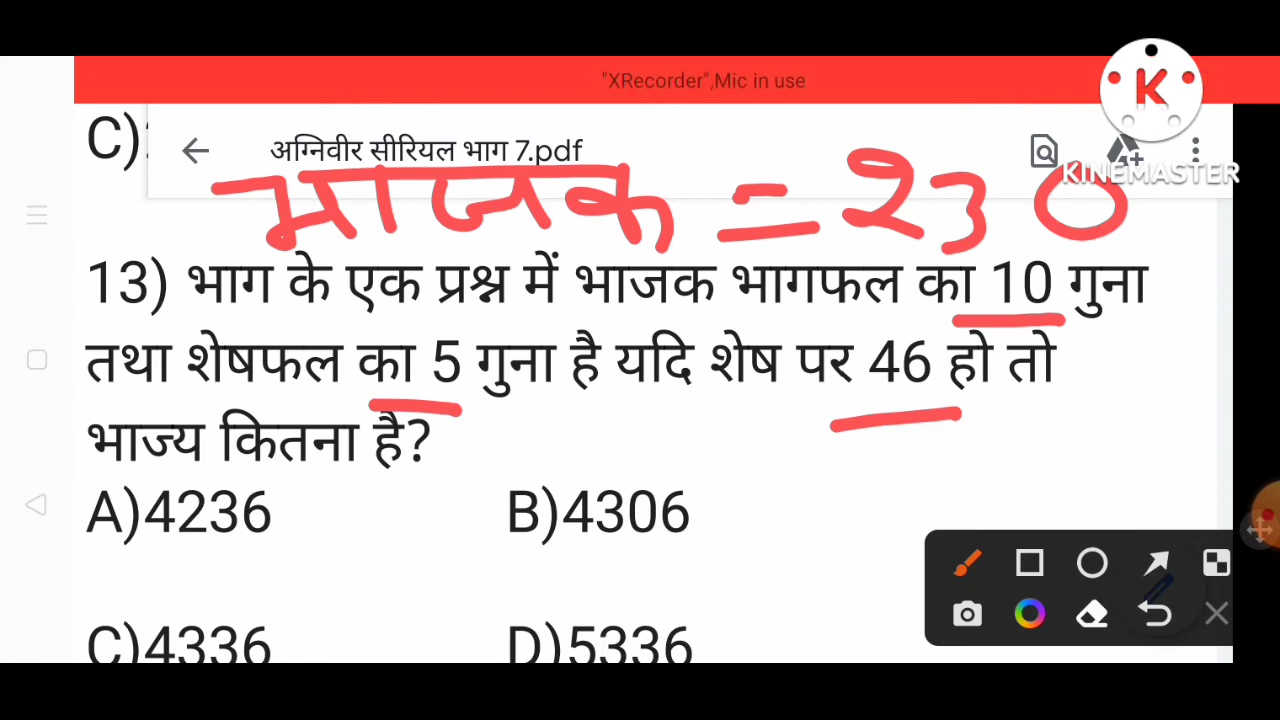 "XRecorder",Mic in use
K
KINEMASTER
C)
अग्निवीर सीरियल भाग 7.pdf
भाजक = 230
13) भाग के एक प्रश्न में भाजक भागफल का 10 गुना
तथा शेषफल का 5 गुना है यदि शेष पर 46 हो तो
भाज्य कितना है?
A)4236 B)4306
C)4336 D)5336